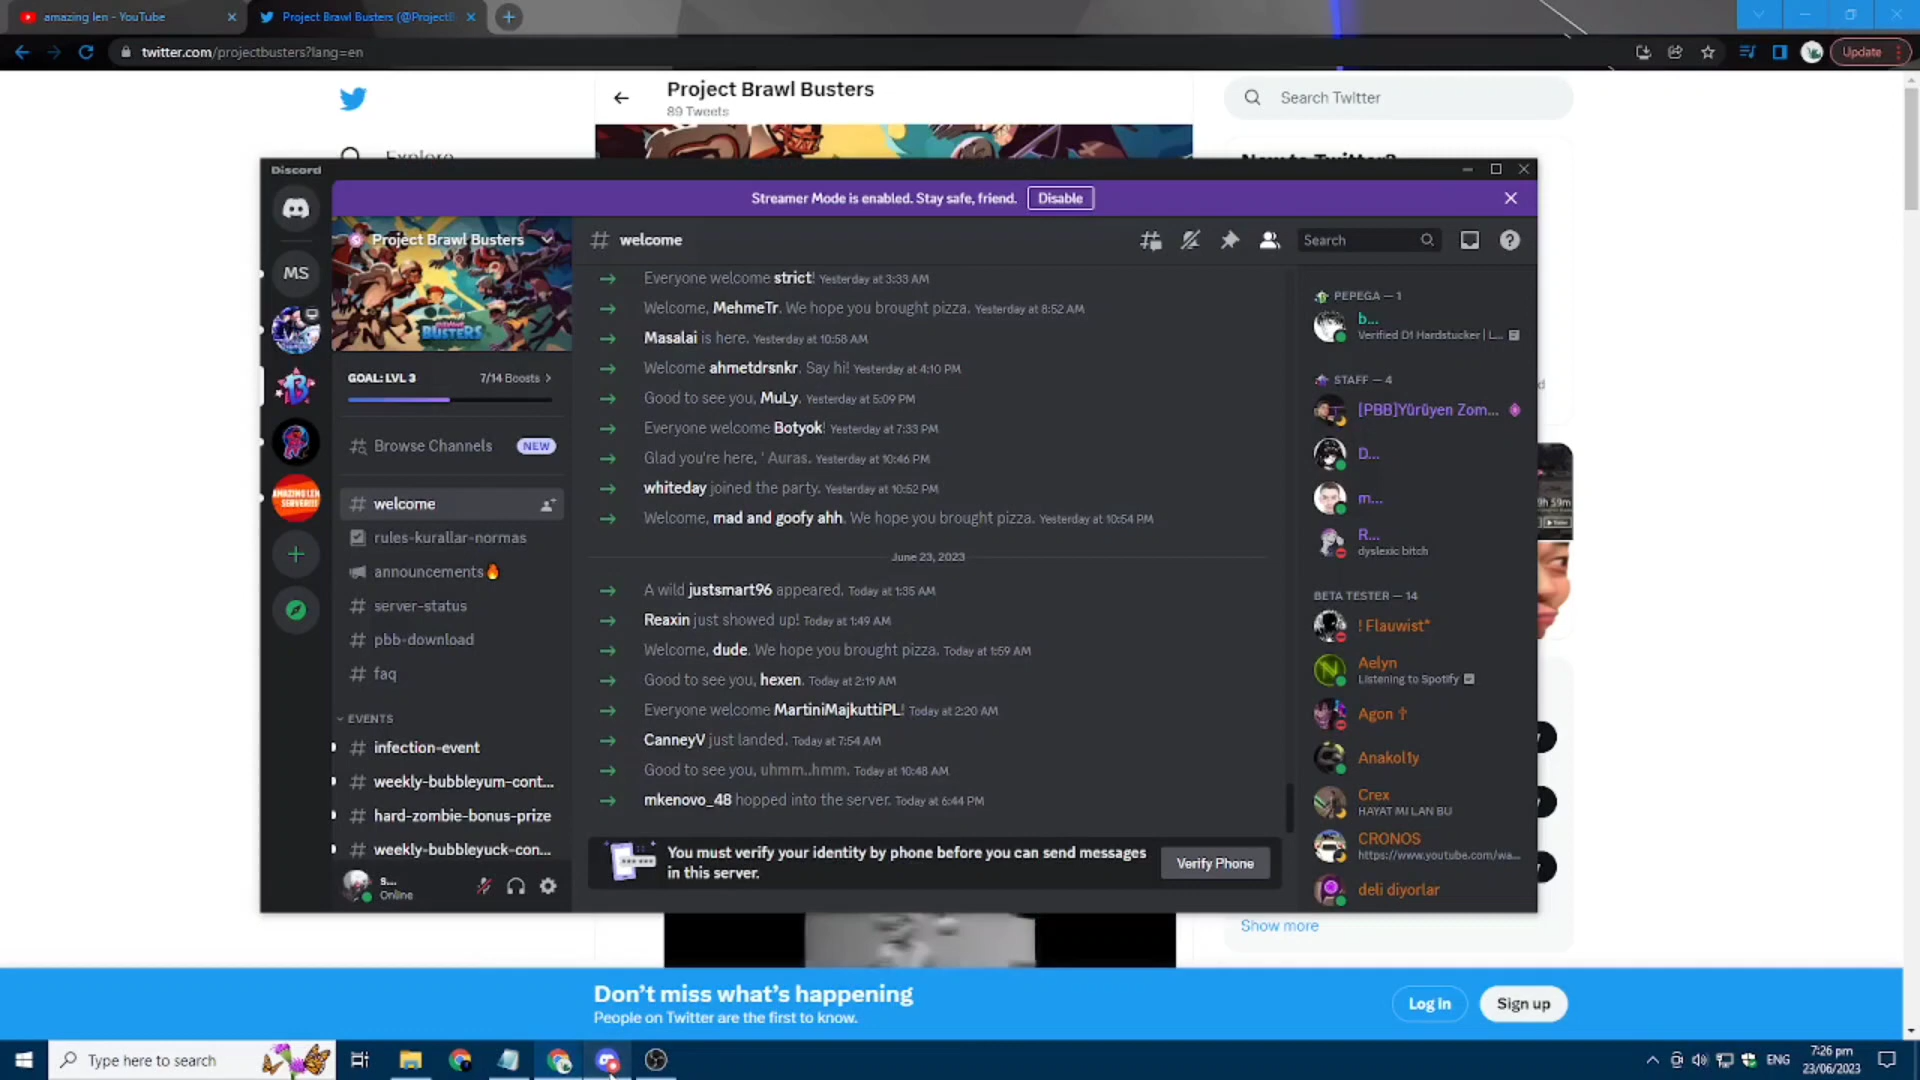 amazing len - YouTube
Project Brawl Busters (@Project
twitter.com/projectbusters?lang=en
Update
Project Brawl Busters
89 Tweets
Search Twitter
Explore
New to Twitter?
Discord
Streamer Mode is enabled. Stay safe, friend.
Disable
Project Brawl Busters
BUSTERS
GOAL: LVL 3
7/14 Boosts
Browse Channels
NEW
MS
AMAZING LEN
welcome
rules-kurallar-normas
announcements🔥
server-status
pbb-download
faq
EVENTS
infection-event
weekly-bubbleyum-cont...
hard-zombie-bonus-prize
weekly-bubbleyuck-con...
s...
Online
welcome
Search
Everyone welcome strict! Yesterday at 3:33 AM
Welcome, MehmeTr. We hope you brought pizza. Yesterday at 8:52 AM
Masalai is here. Yesterday at 10:58 AM
Welcome ahmetdrsnkr. Say hi! Yesterday at 4:10 PM
Good to see you, MuLy. Yesterday at 5:09 PM
Everyone welcome Botyok! Yesterday at 7:33 PM
Glad you're here, ' Auras. Yesterday at 10:46 PM
whiteday joined the party. Yesterday at 10:52 PM
Welcome, mad and goofy ahh. We hope you brought pizza. Yesterday at 10:54 PM
June 23, 2023
A wild justsmart96 appeared. Today at 1:35 AM
Reaxin just showed up! Today at 1:49 AM
Welcome, dude. We hope you brought pizza. Today at 1:59 AM
Good to see you, hexen. Today at 2:19 AM
Everyone welcome MartiniMajkuttiPL! Today at 2:20 AM
CanneyV just landed. Today at 7:54 AM
Good to see you, uhmm..hmm. Today at 10:48 AM
mkenovo_48 hopped into the server. Today at 6:44 PM
You must verify your identity by phone before you can send messages
in this server.
Verify Phone
PEPEGA — 1
b...
Verified D1 Hardstucker | L...
STAFF — 4
[PBB]Yürüyen Zom...
D...
m...
R...
dyslexic bitch
BETA TESTER — 14
! Flauwist*
Aelyn
Listening to Spotify
Agon ✝
Anakol1y
Crex
HAYAT MI LAN BU
CRONOS
https://www.youtube.com/wa...
deli diyorlar
9h 59m
Show more
Don't miss what's happening
People on Twitter are the first to know.
Log in
Sign up
Type here to search
ENG
7:26 pm
23/06/2023